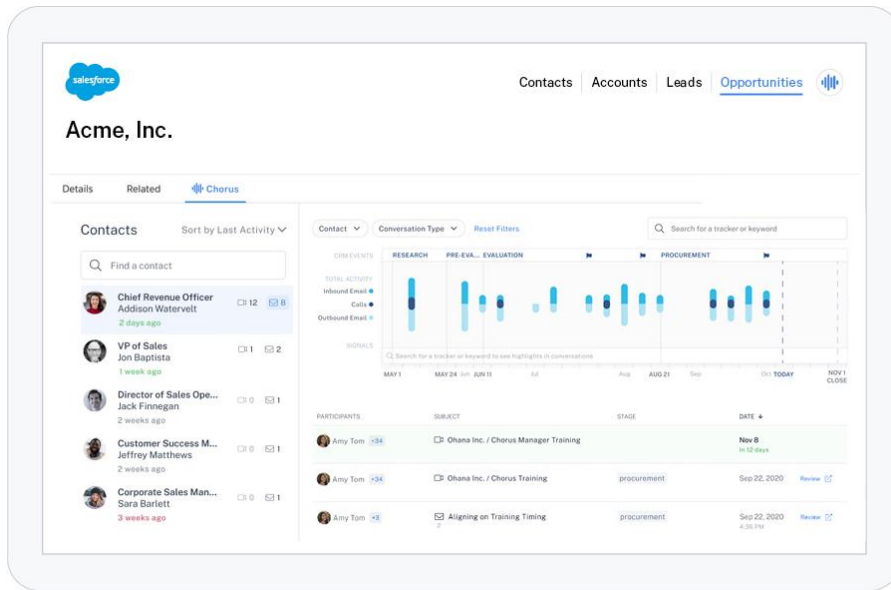 salesforce
Contacts Accounts Leads Opportunities
Acme, Inc.
Details Related Chorus
Contacts Sort by Last Activity
Find a contact
Chief Revenue Officer
Addison Watervelt
2 days ago
12 8
VP of Sales
Jon Baptista
1 week ago
1 2
Director of Sales Ope...
Jack Finnegan
2 weeks ago
0 1
Customer Success M...
Jeffrey Matthews
2 weeks ago
0 1
Corporate Sales Man...
Sara Barlett
3 weeks ago
0 1
Contact Conversation Type Reset Filters Search for a tracker or keyword
CRM EVENTS RESEARCH PRE-EVA... EVALUATION PROCUREMENT
TOTAL ACTIVITY
Inbound Email
Calls
Outbound Email
SIGNALS
Search for a tracker or keyword to see highlights in conversations
MAY 1 MAY 24 Jun JUN 11 Jul Aug AUG 21 Sep Oct TODAY NOV 1
CLOSE
PARTICIPANTS SUBJECT STAGE DATE
Amy Tom +34 Ohana Inc. / Chorus Manager Training Nov 8
In 12 days
Amy Tom +34 Ohana Inc. / Chorus Training procurement Sep 22, 2020 Review
Amy Tom +3 Aligning on Training Timing procurement Sep 22, 2020 Review
2 4:36 PM